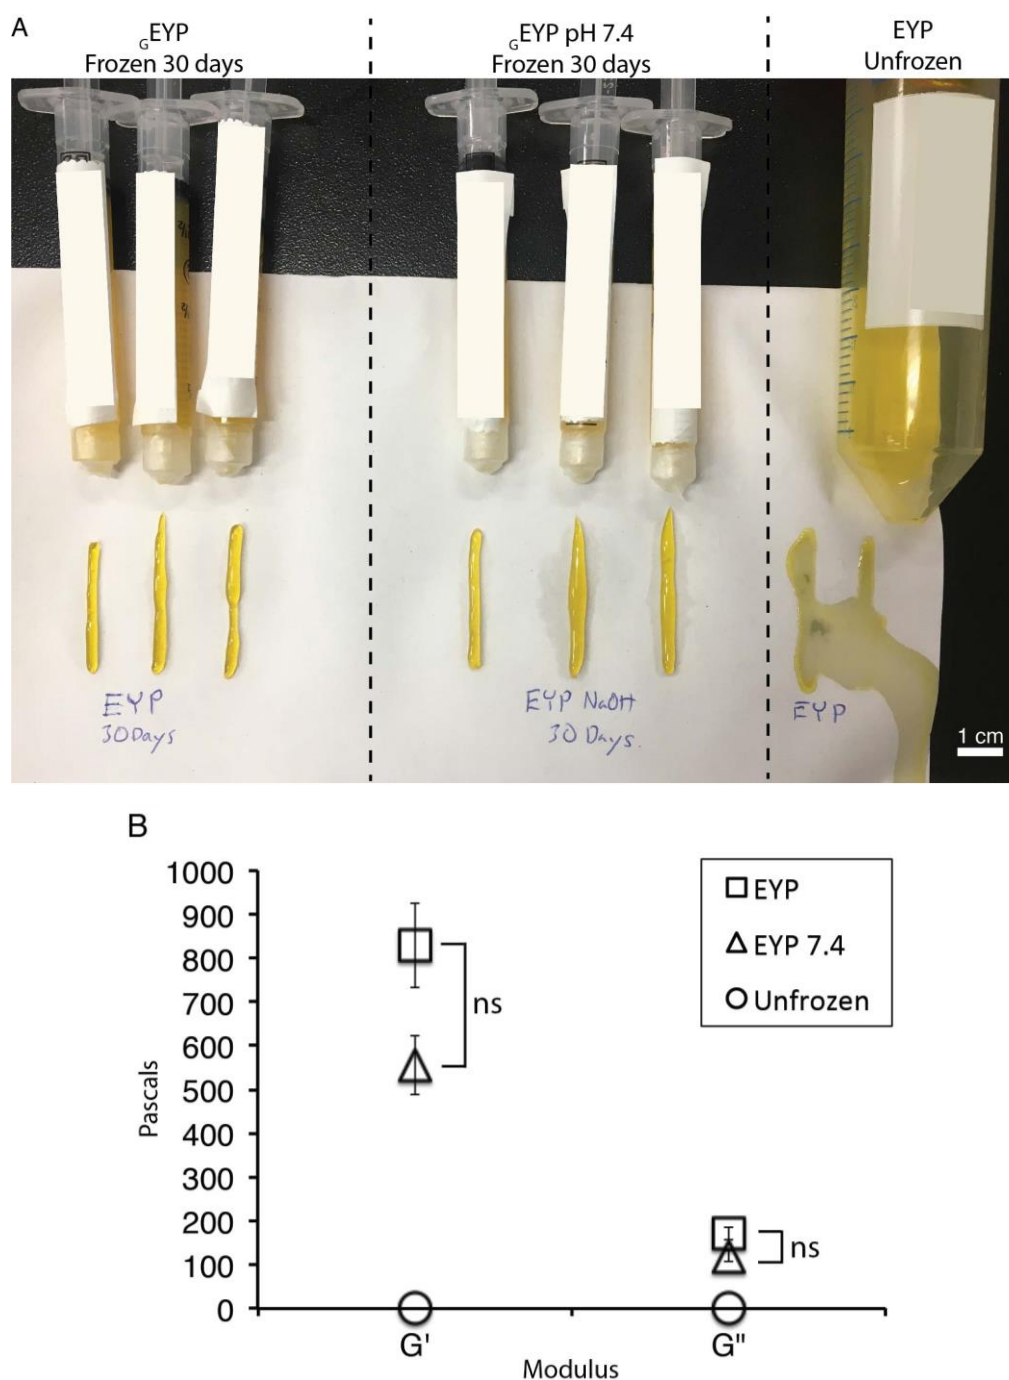 A
GEYP
Frozen 30 days
GEYP pH 7.4
Frozen 30 days
EYP
Unfrozen
EYP
30 Days
EYP NaOH
30 Days.
EYP
1 cm
B
1000
900
800
700
600
500
400
300
200
100
0
Pascals
ns
ns
EYP
EYP 7.4
Unfrozen
G'
G"
Modulus